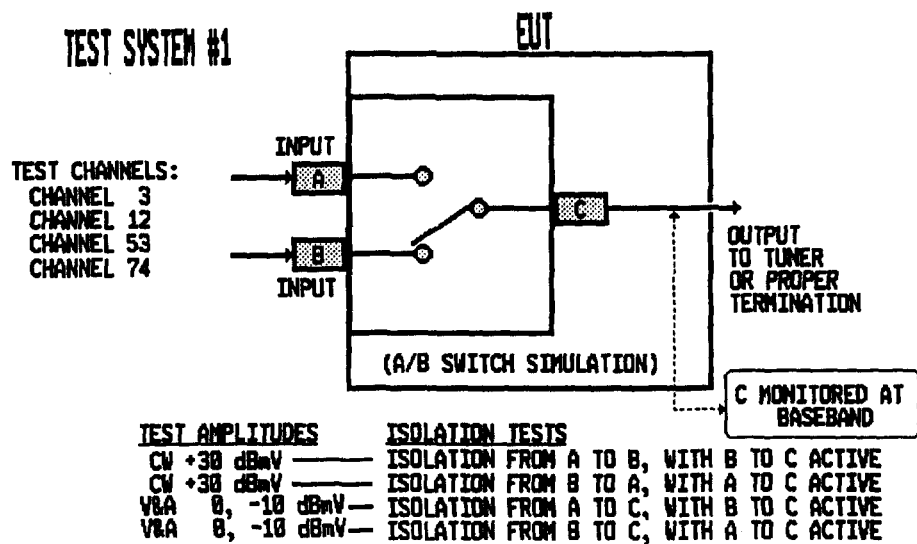 TEST SYSTEM #1
EUT
INPUT
A
TEST CHANNELS:
CHANNEL 3
CHANNEL 12
CHANNEL 53
CHANNEL 74
B
INPUT
C
OUTPUT
TO TUNER
OR PROPER
TERMINATION
(A/B SWITCH SIMULATION)
C MONITORED AT
BASEBAND
TEST AMPLITUDES ISOLATION TESTS
CW +30 dBmV ISOLATION FROM A TO B, WITH B TO C ACTIVE
CW +30 dBmV ISOLATION FROM B TO A, WITH A TO C ACTIVE
V&A 0, -10 dBmV ISOLATION FROM A TO C, WITH B TO C ACTIVE
V&A 0, -10 dBmV ISOLATION FROM B TO C, WITH A TO C ACTIVE